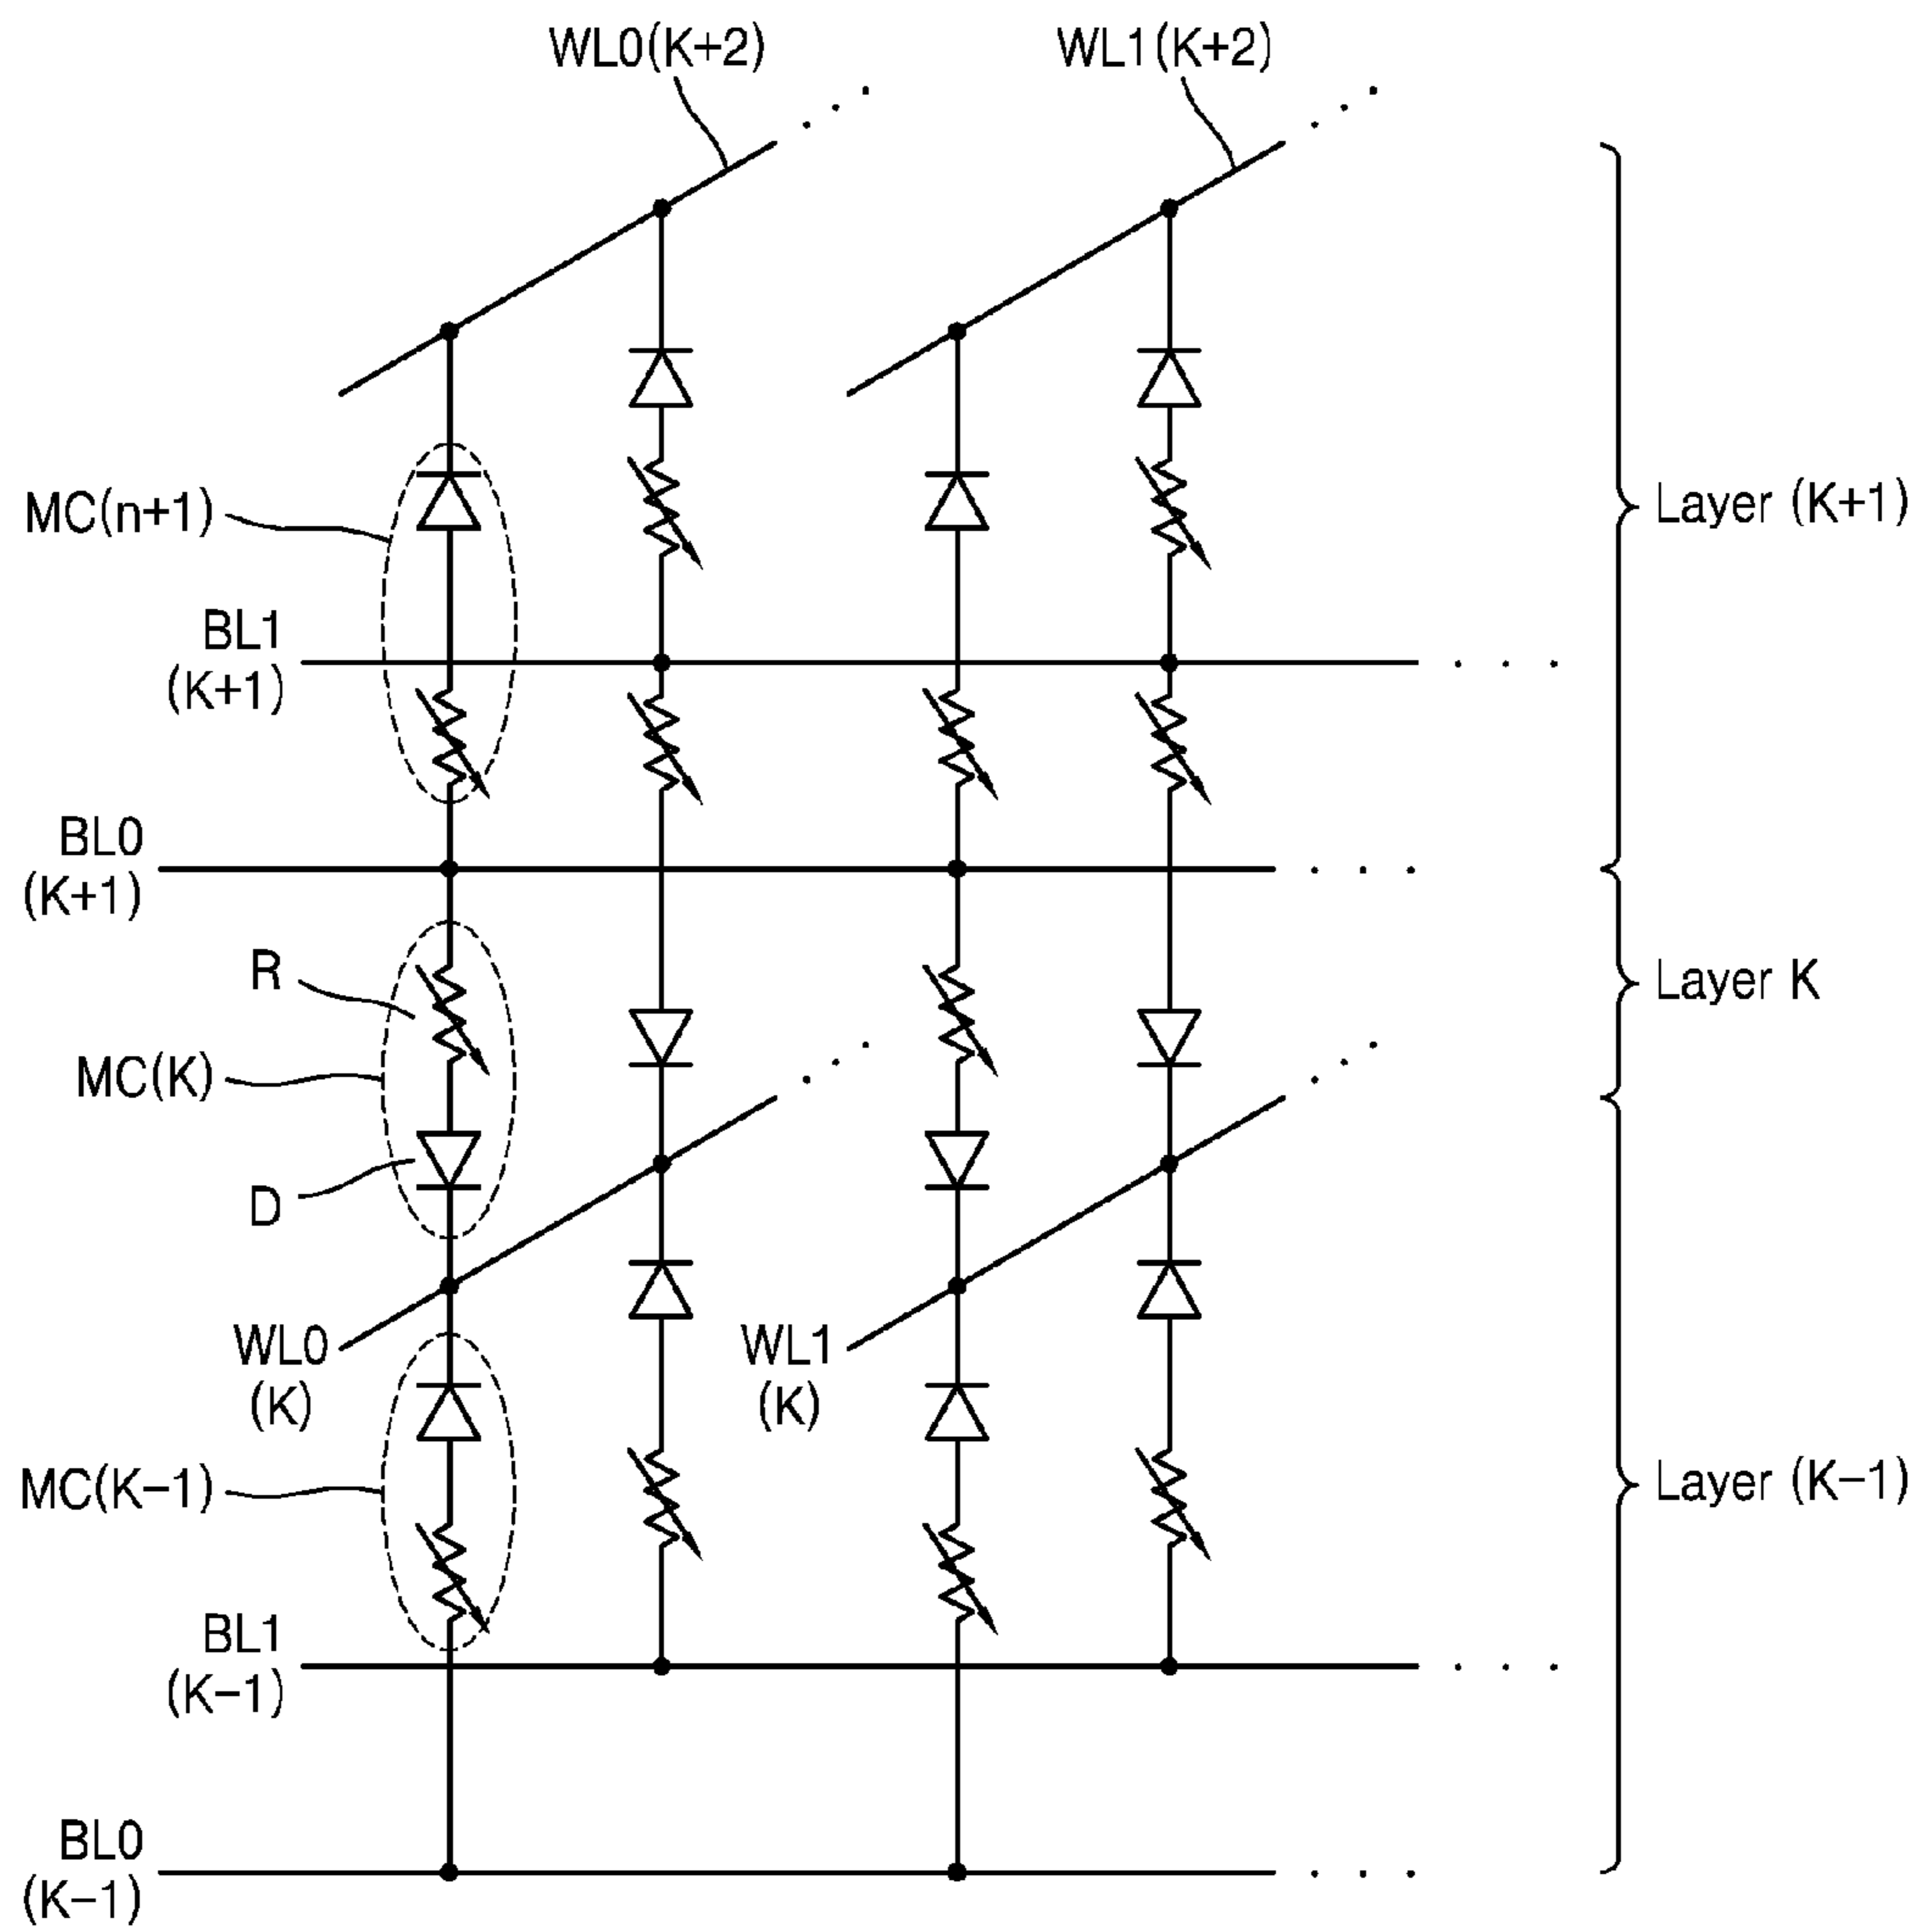 WL0(K+2)
WL1(K+2)
MC(n+1)
Layer (K+1)
BL1
(K+1)
BL0
(K+1)
R
Layer K
MC(K)
D
WL0
(K)
WL1
(K)
MC(K-1)
Layer (K-1)
BL1
(K-1)
BL0
(K-1)